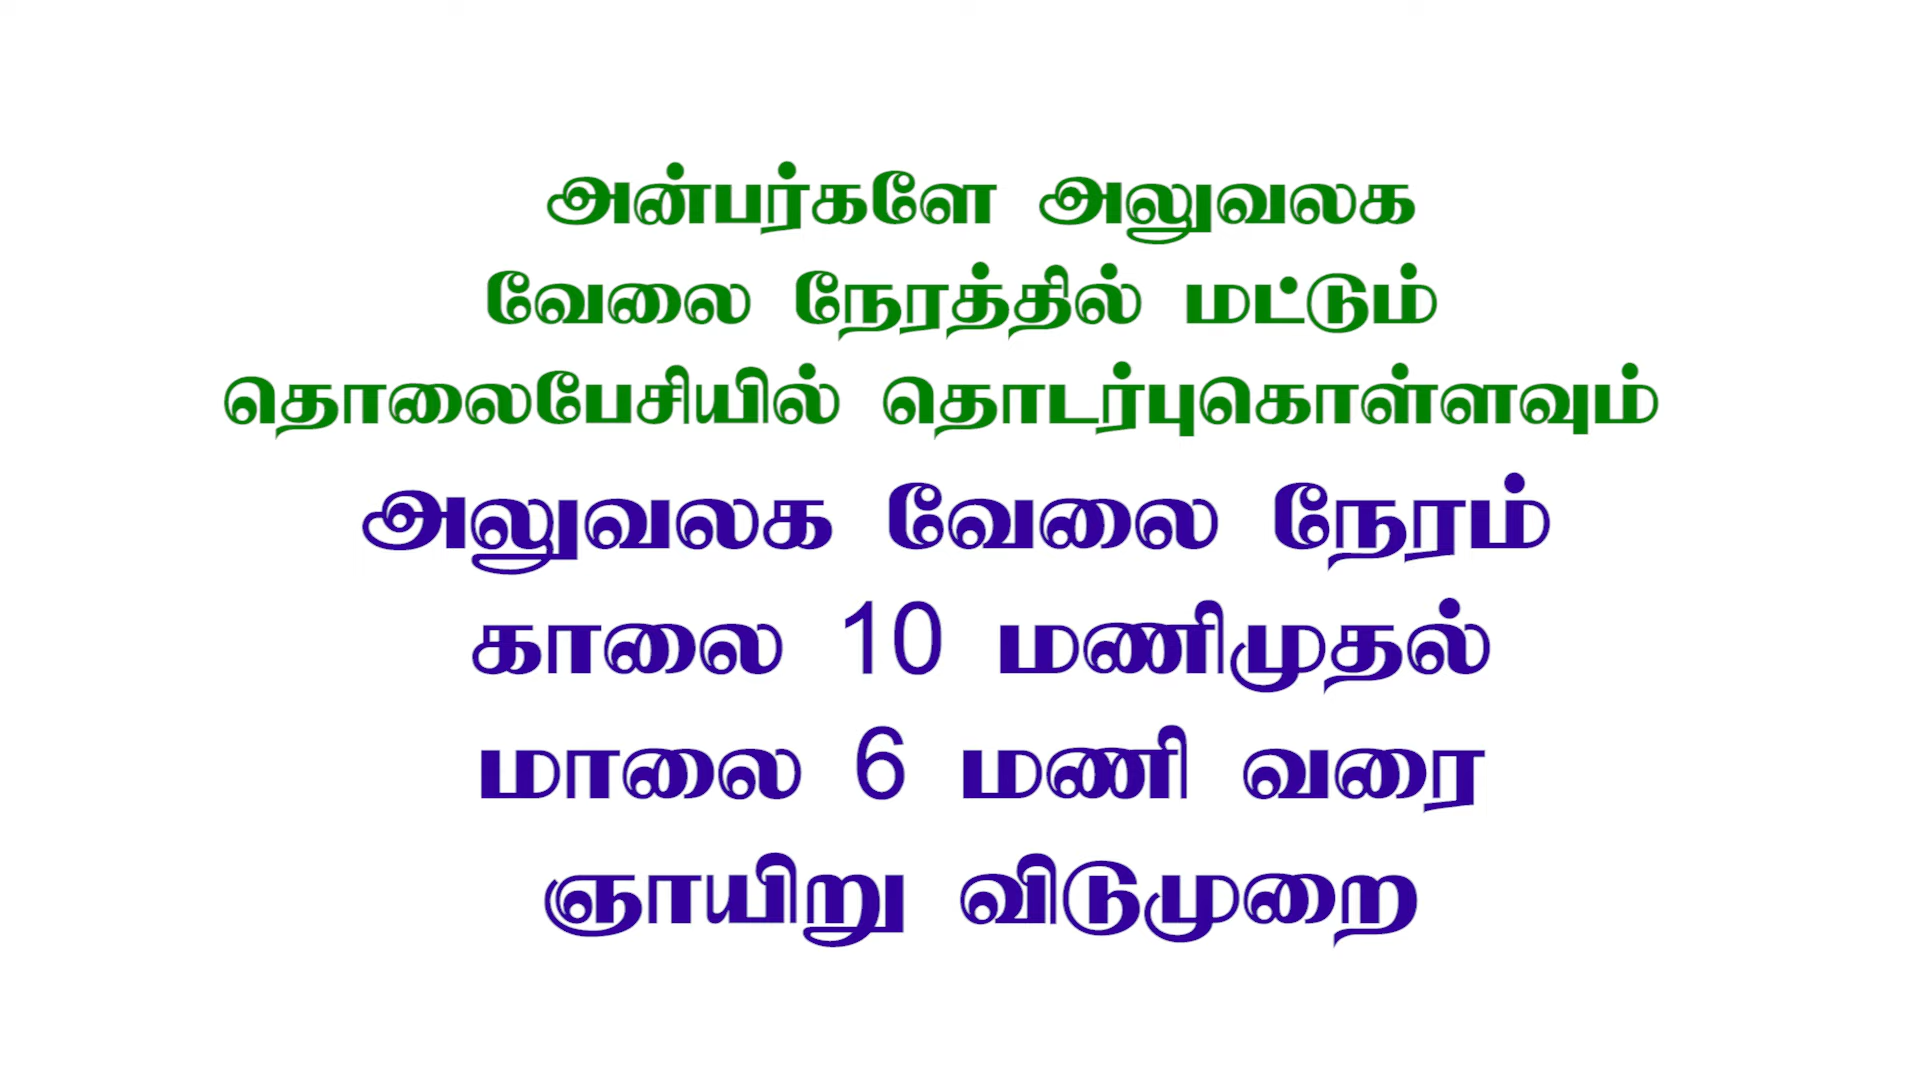 அன்பர்களே அலுவலக
வேலை நேரத்தில் மட்டும்
தொலைபேசியில் தொடர்புகொள்ளவும்
அலுவலக வேலை நேரம்
காலை 10 மணிமுதல்
மாலை 6 மணி வரை
ஞாயிறு விடுமுறை